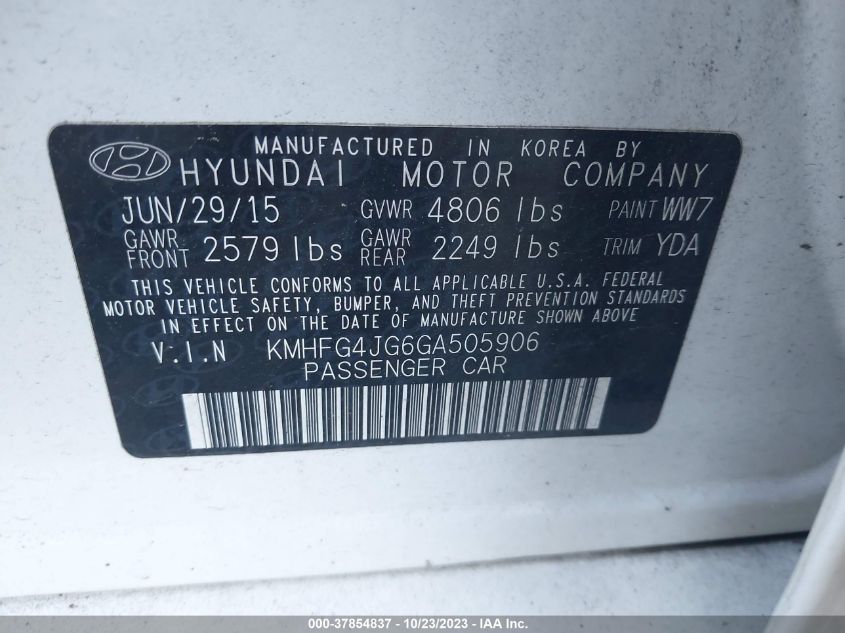 MANUFACTURED IN KOREA BY
HYUNDAI MOTOR COMPANY
JUN/29/15 GVWR 4806 lbs PAINT WW7
GAWR FRONT 2579 lbs GAWR REAR 2249 lbs TRIM YDA
THIS VEHICLE CONFORMS TO ALL APPLICABLE U.S.A. FEDERAL
MOTOR VEHICLE SAFETY, BUMPER, AND THEFT PREVENTION STANDARDS
IN EFFECT ON THE DATE OF MANUFACTURE SHOWN ABOVE
V.I.N KMHFG4JG6GA505906
PASSENGER CAR
000-37854837 - 10/23/2023 - IAA Inc.